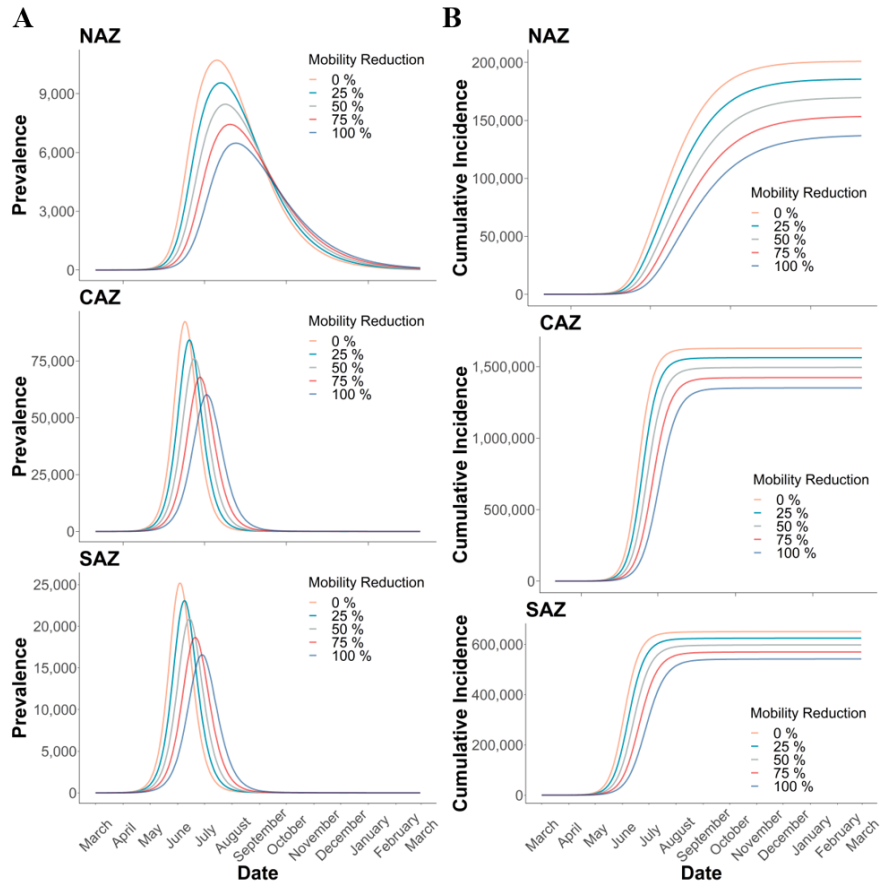 A
NAZ
Prevalence
9,000
6,000
3,000
0
Mobility Reduction
0 %
25 %
50 %
75 %
100 %
CAZ
Prevalence
75,000
50,000
25,000
0
Mobility Reduction
0 %
25 %
50 %
75 %
100 %
SAZ
Prevalence
25,000
20,000
15,000
10,000
5,000
0
Mobility Reduction
0 %
25 %
50 %
75 %
100 %
March
April
May
June
July
August
September
October
November
December
January
February
March
Date
B
NAZ
Cumulative Incidence
200,000
150,000
100,000
50,000
0
Mobility Reduction
0 %
25 %
50 %
75 %
100 %
CAZ
Cumulative Incidence
1,500,000
1,000,000
500,000
0
Mobility Reduction
0 %
25 %
50 %
75 %
100 %
SAZ
Cumulative Incidence
600,000
400,000
200,000
0
Mobility Reduction
0 %
25 %
50 %
75 %
100 %
March
April
May
June
July
August
September
October
November
December
January
February
March
Date